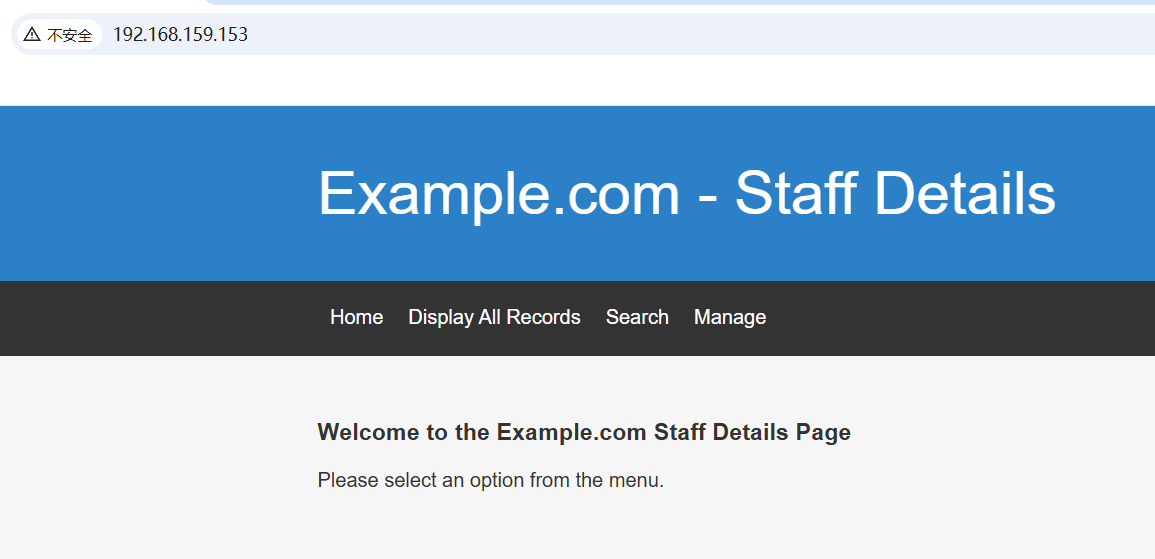 不安全 192.168.159.153
Example.com - Staff Details
Home Display All Records Search Manage
Welcome to the Example.com Staff Details Page
Please select an option from the menu.